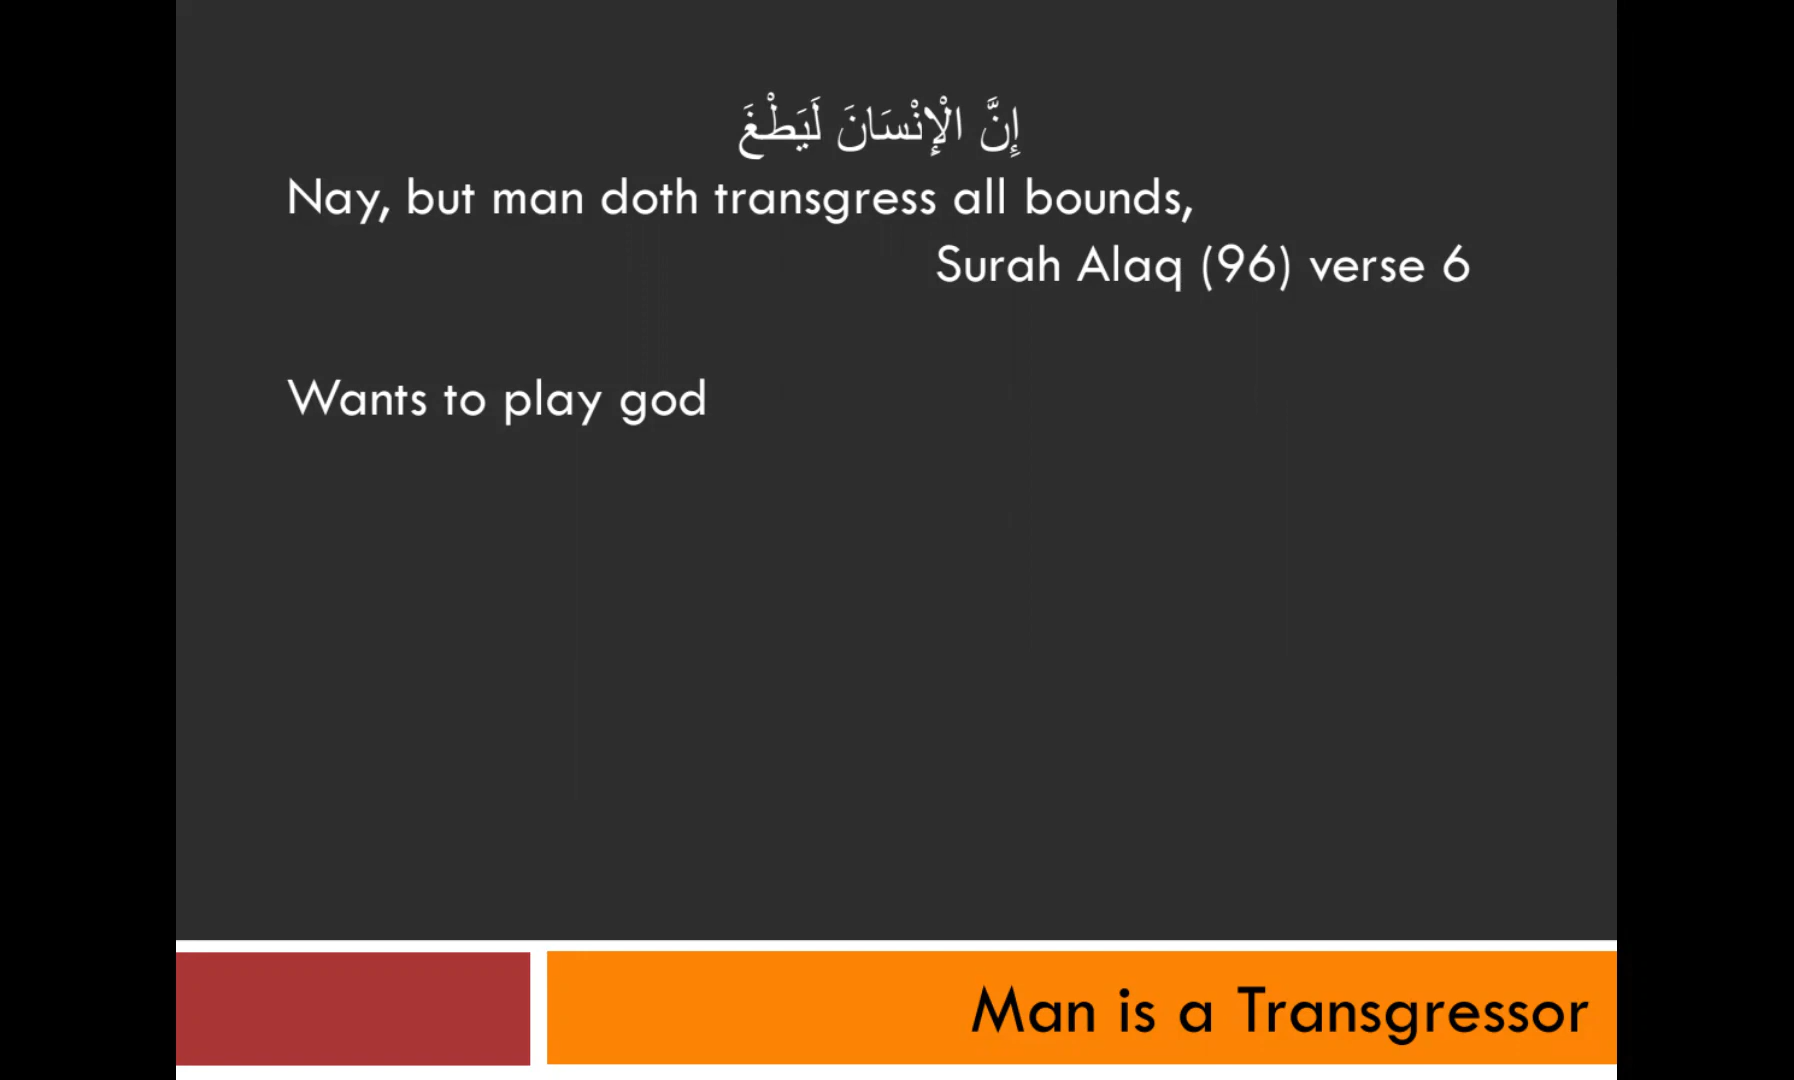 إِنَّ الْإِنْسَانَ لَيَطْغَ
Nay, but man doth transgress all bounds,
Surah Alaq (96) verse 6
Wants to play god
Man is a Transgressor